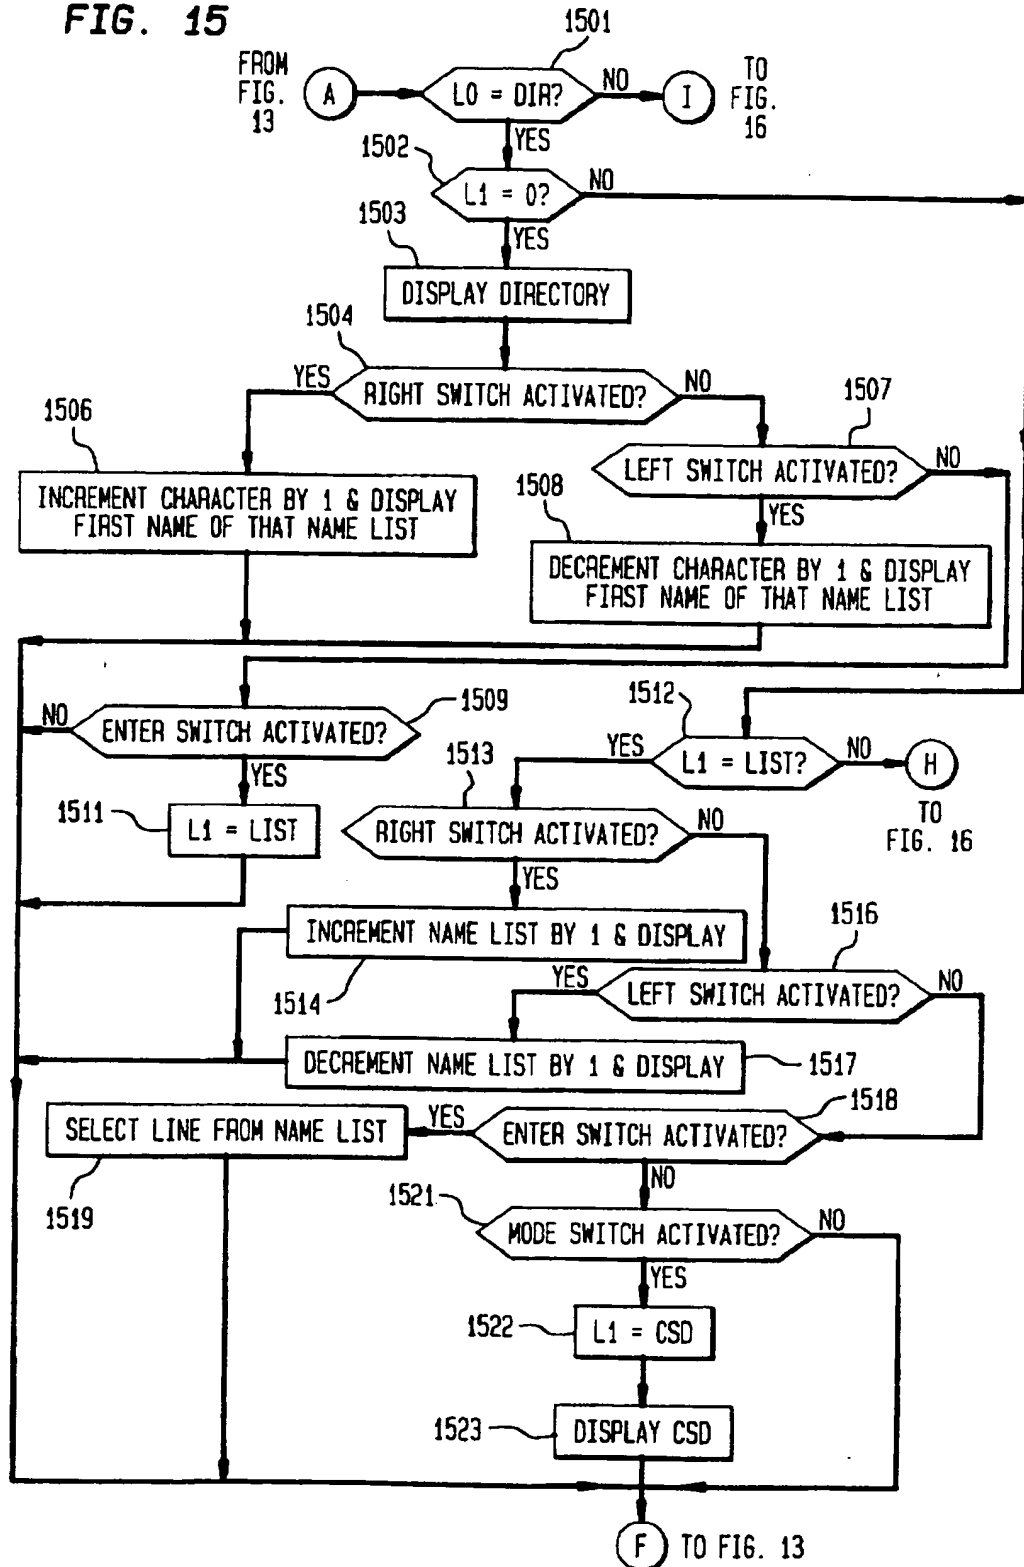 FIG. 15
1501
FROM
FIG.
13
A
L0 = DIR?
NO
I
TO
FIG.
16
YES
1502
L1 = 0?
NO
YES
1503
DISPLAY DIRECTORY
1504
YES
RIGHT SWITCH ACTIVATED?
NO
1507
1506
LEFT SWITCH ACTIVATED?
NO
INCREMENT CHARACTER BY 1 & DISPLAY
FIRST NAME OF THAT NAME LIST
1508
YES
DECREMENT CHARACTER BY 1 & DISPLAY
FIRST NAME OF THAT NAME LIST
1509
NO
ENTER SWITCH ACTIVATED?
YES
1511
L1 = LIST
1512
YES
L1 = LIST?
NO
H
TO
FIG. 16
1513
RIGHT SWITCH ACTIVATED?
NO
YES
INCREMENT NAME LIST BY 1 & DISPLAY
1514
1516
YES
LEFT SWITCH ACTIVATED?
NO
DECREMENT NAME LIST BY 1 & DISPLAY
1517
1518
SELECT LINE FROM NAME LIST
YES
ENTER SWITCH ACTIVATED?
1519
NO
1521
MODE SWITCH ACTIVATED?
NO
YES
1522
L1 = CSD
1523
DISPLAY CSD
F
TO FIG. 13